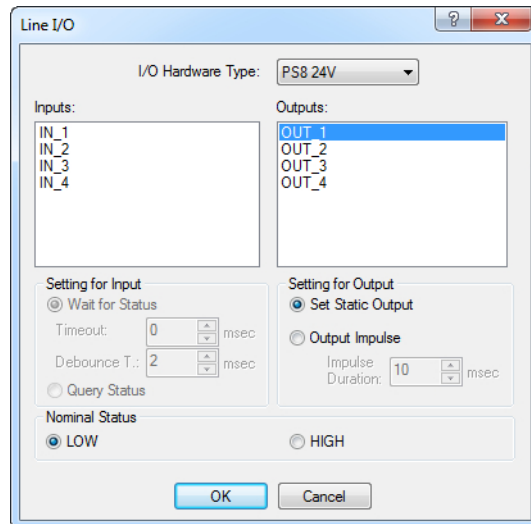 Line I/O
?
I/O Hardware Type: PS8 24V
Inputs:
IN_1
IN_2
IN_3
IN_4
Outputs:
OUT_1
OUT_2
OUT_3
OUT_4
Setting for Input
Wait for Status
Timeout: 0 msec
Debounce T.: 2 msec
Query Status
Setting for Output
Set Static Output
Output Impulse
Impulse
Duration: 10 msec
Nominal Status
LOW HIGH
OK Cancel